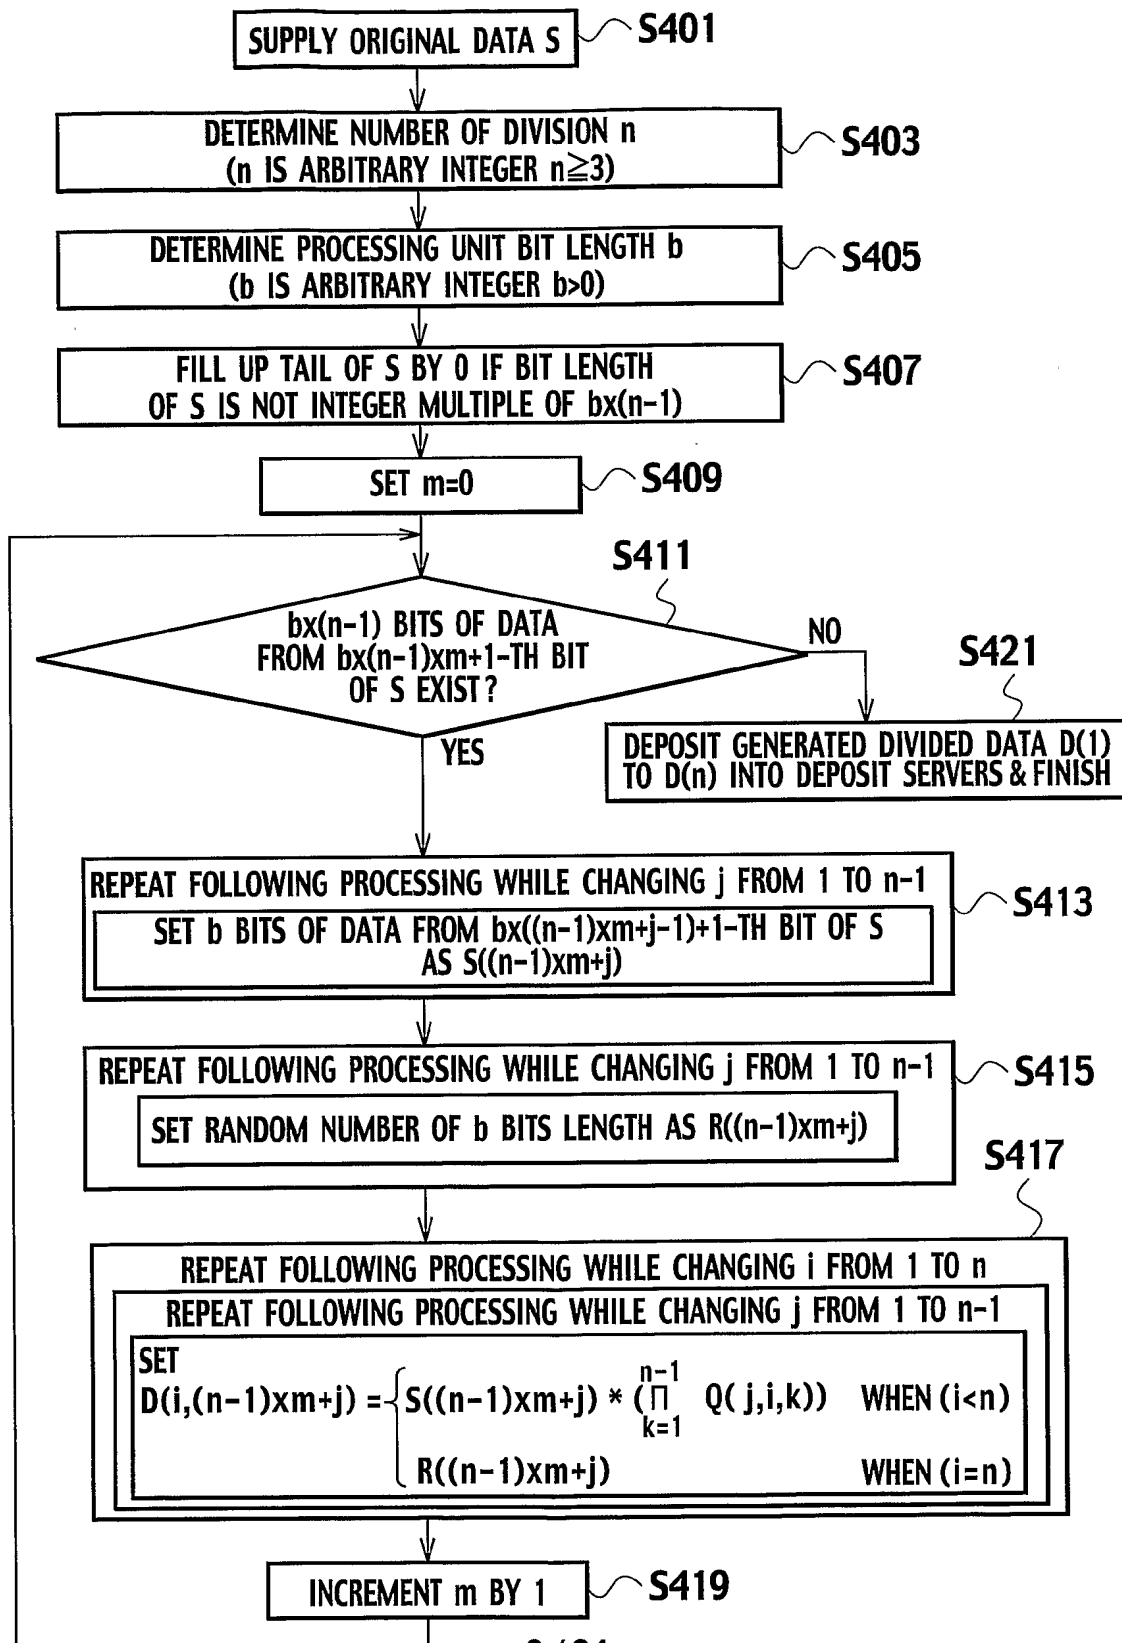 SUPPLY ORIGINAL DATA S
S401
DETERMINE NUMBER OF DIVISION n
(n IS ARBITRARY INTEGER n≧3)
S403
DETERMINE PROCESSING UNIT BIT LENGTH b
(b IS ARBITRARY INTEGER b>0)
S405
FILL UP TAIL OF S BY 0 IF BIT LENGTH
OF S IS NOT INTEGER MULTIPLE OF bx(n-1)
S407
SET m=0
S409
S411
bx(n-1) BITS OF DATA
FROM bx(n-1)xm+1-TH BIT
OF S EXIST?
NO
YES
S421
DEPOSIT GENERATED DIVIDED DATA D(1)
TO D(n) INTO DEPOSIT SERVERS & FINISH
REPEAT FOLLOWING PROCESSING WHILE CHANGING j FROM 1 TO n-1
S413
SET b BITS OF DATA FROM bx((n-1)xm+j-1)+1-TH BIT OF S
AS S((n-1)xm+j)
REPEAT FOLLOWING PROCESSING WHILE CHANGING j FROM 1 TO n-1
S415
SET RANDOM NUMBER OF b BITS LENGTH AS R((n-1)xm+j)
S417
REPEAT FOLLOWING PROCESSING WHILE CHANGING i FROM 1 TO n
REPEAT FOLLOWING PROCESSING WHILE CHANGING j FROM 1 TO n-1
SET
n-1
D(i,(n-1)xm+j) = S((n-1)xm+j) * (Π Q(j,i,k)) WHEN (i<n)
k=1
R((n-1)xm+j) WHEN (i=n)
INCREMENT m BY 1
S419